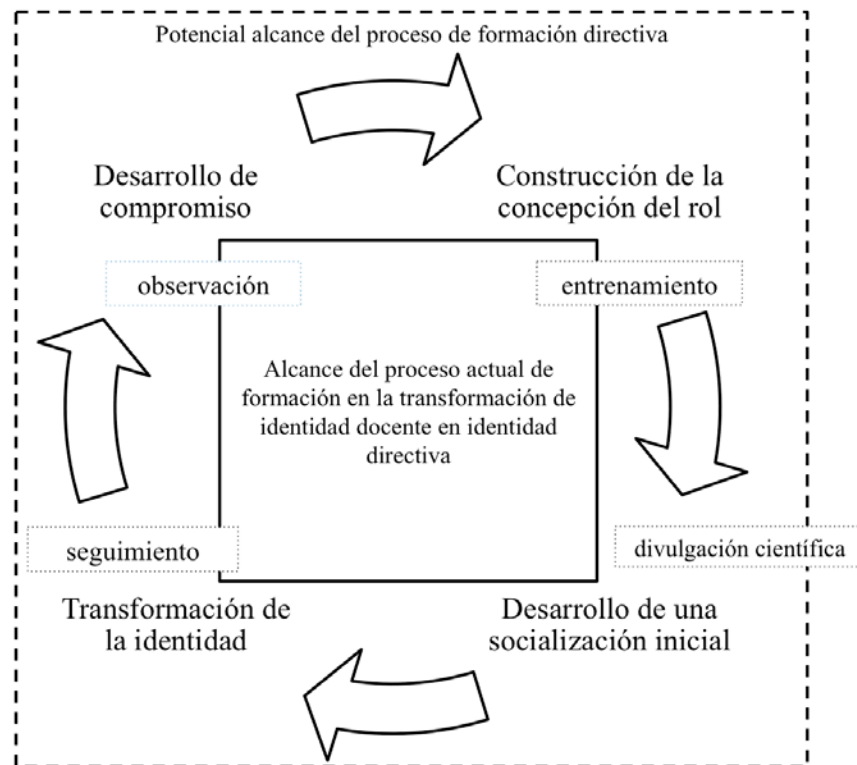 Potencial alcance del proceso de formación directiva
Desarrollo de
compromiso
Construcción de la
concepción del rol
observación
entrenamiento
Alcance del proceso actual de
formación en la transformación de
identidad docente en identidad
directiva
seguimiento
divulgación científica
Transformación de
la identidad
Desarrollo de una
socialización inicial